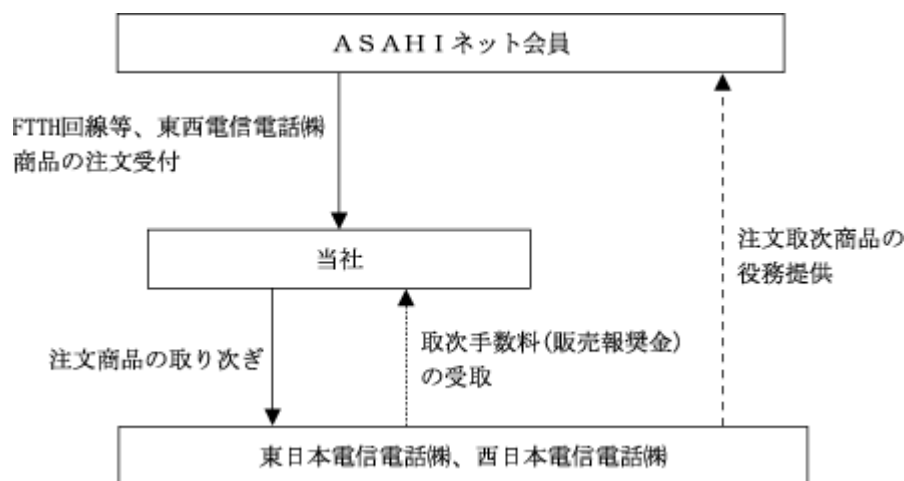 ＡＳＡＨＩネット会員
FTTH回線等、東西電信電話㈱
商品の注文受付
当社
注文取次商品の
役務提供
注文商品の取り次ぎ
取次手数料(販売報奨金)
の受取
東日本電信電話㈱、西日本電信電話㈱